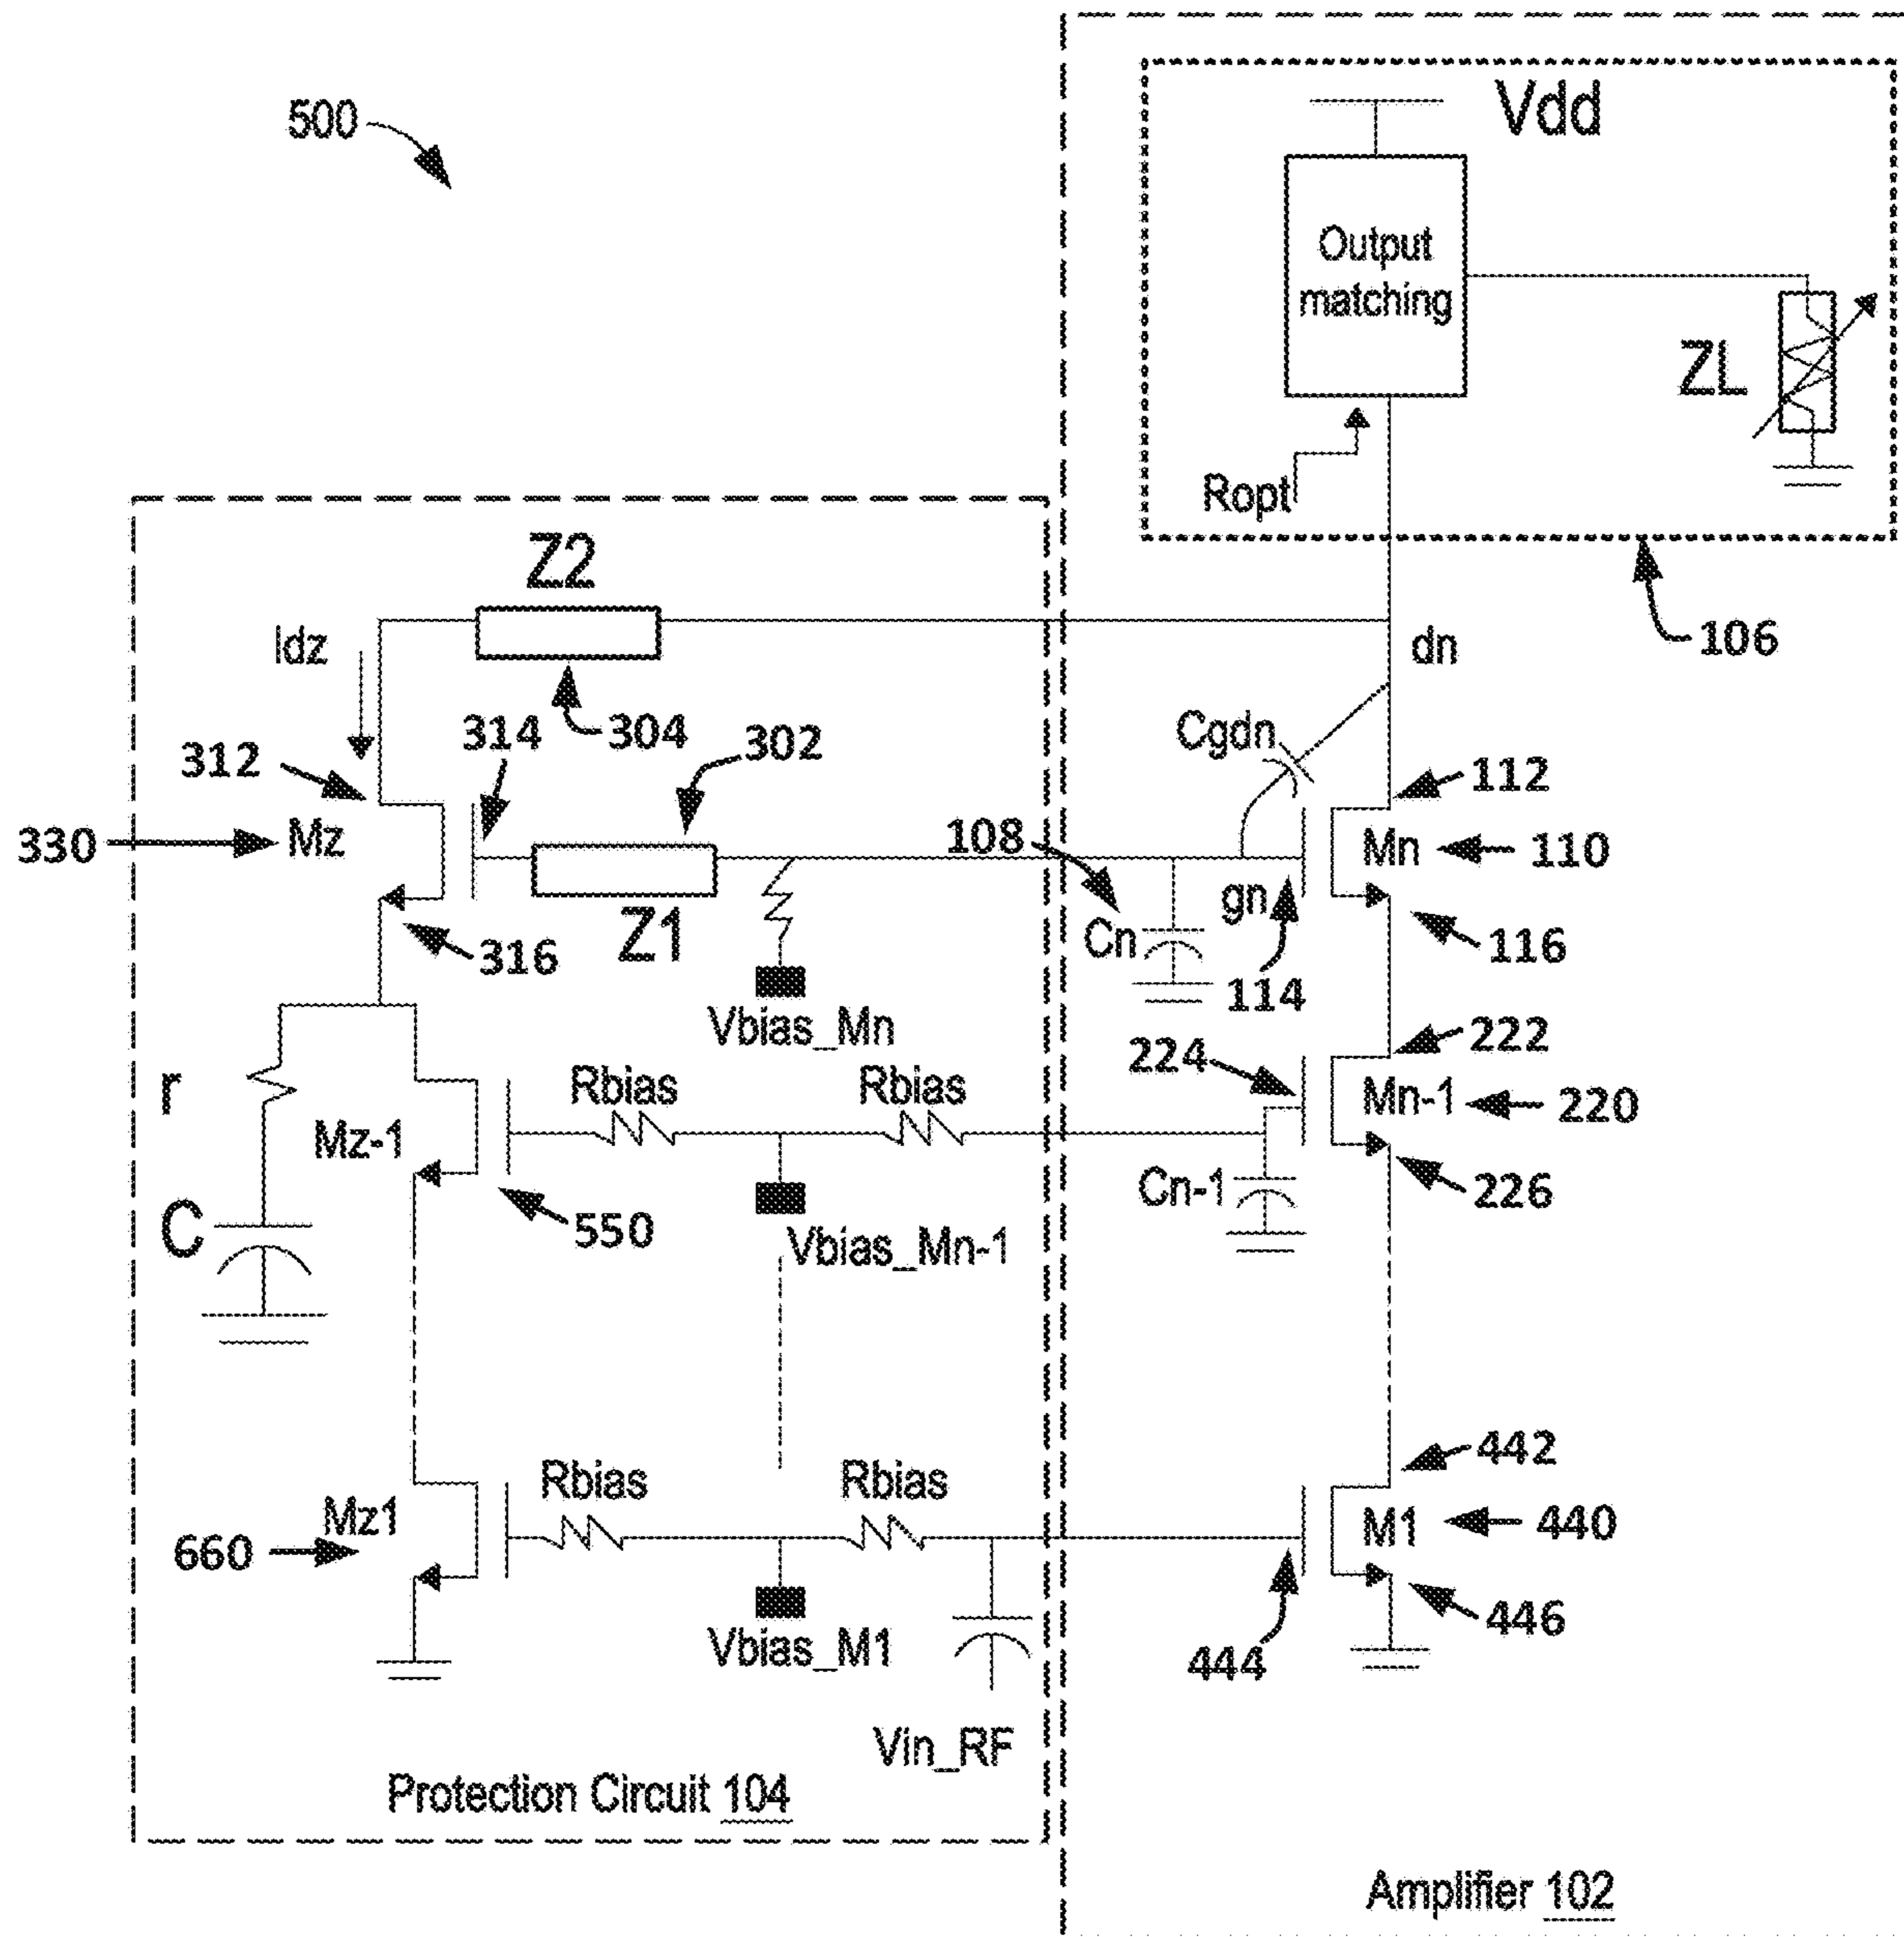 500
Vdd
Output
matching
ZL
Ropt
Z2
Idz
dn
106
304
314
302
Cgdn
312
112
330
Mz
108
Mn
110
gn
Z1
316
Cn
114
116
Vbias_Mn
222
224
r
Rbias
Rbias
Mn-1
220
Mz-1
Cn-1
226
C
550
Vbias_Mn-1
442
Rbias
Rbias
Mz1
M1
440
660
446
Vbias_M1
444
Vin_RF
Protection Circuit 104
Amplifier 102